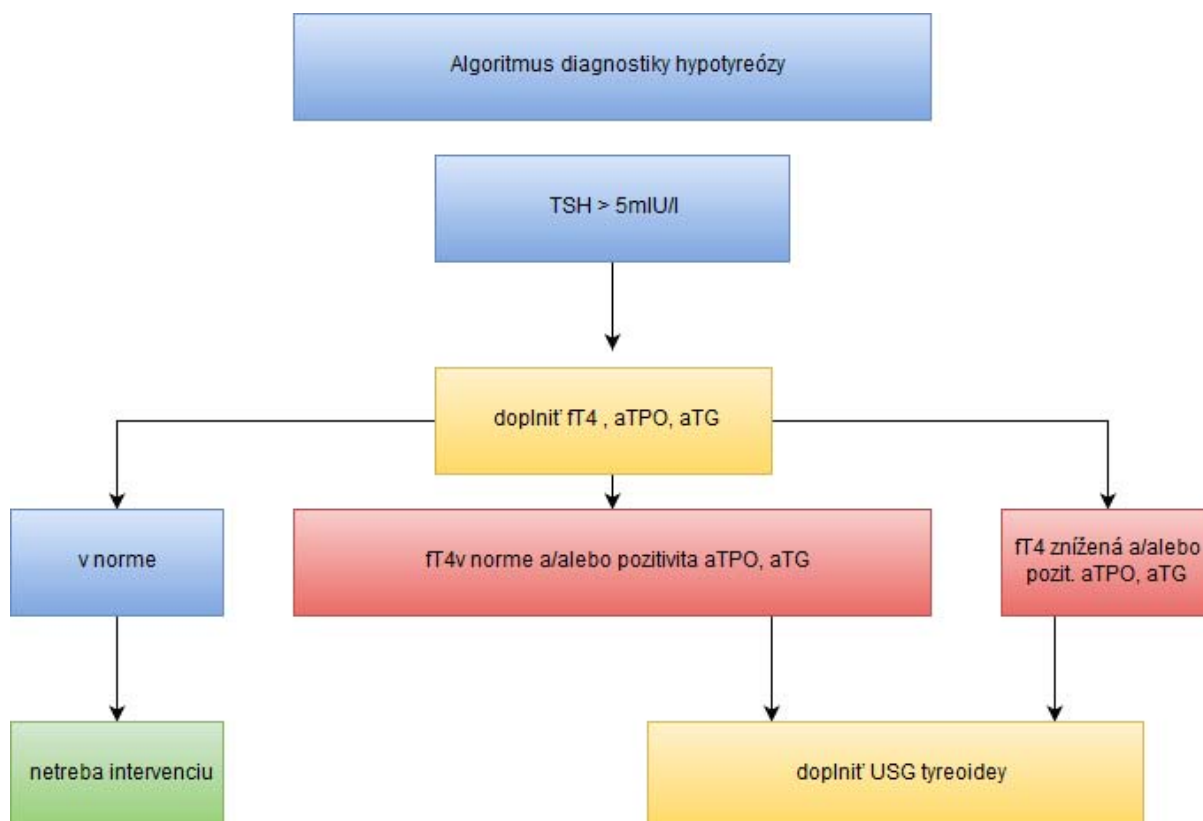 Algoritmus diagnostiky hypotyreózy
TSH > 5mIU/l
doplniť fT4 , aTPO, aTG
v norme
fT4v norme a/alebo pozitivita aTPO, aTG
fT4 znížená a/alebo
pozit. aTPO, aTG
netreba intervenciu
doplniť USG tyreoidey